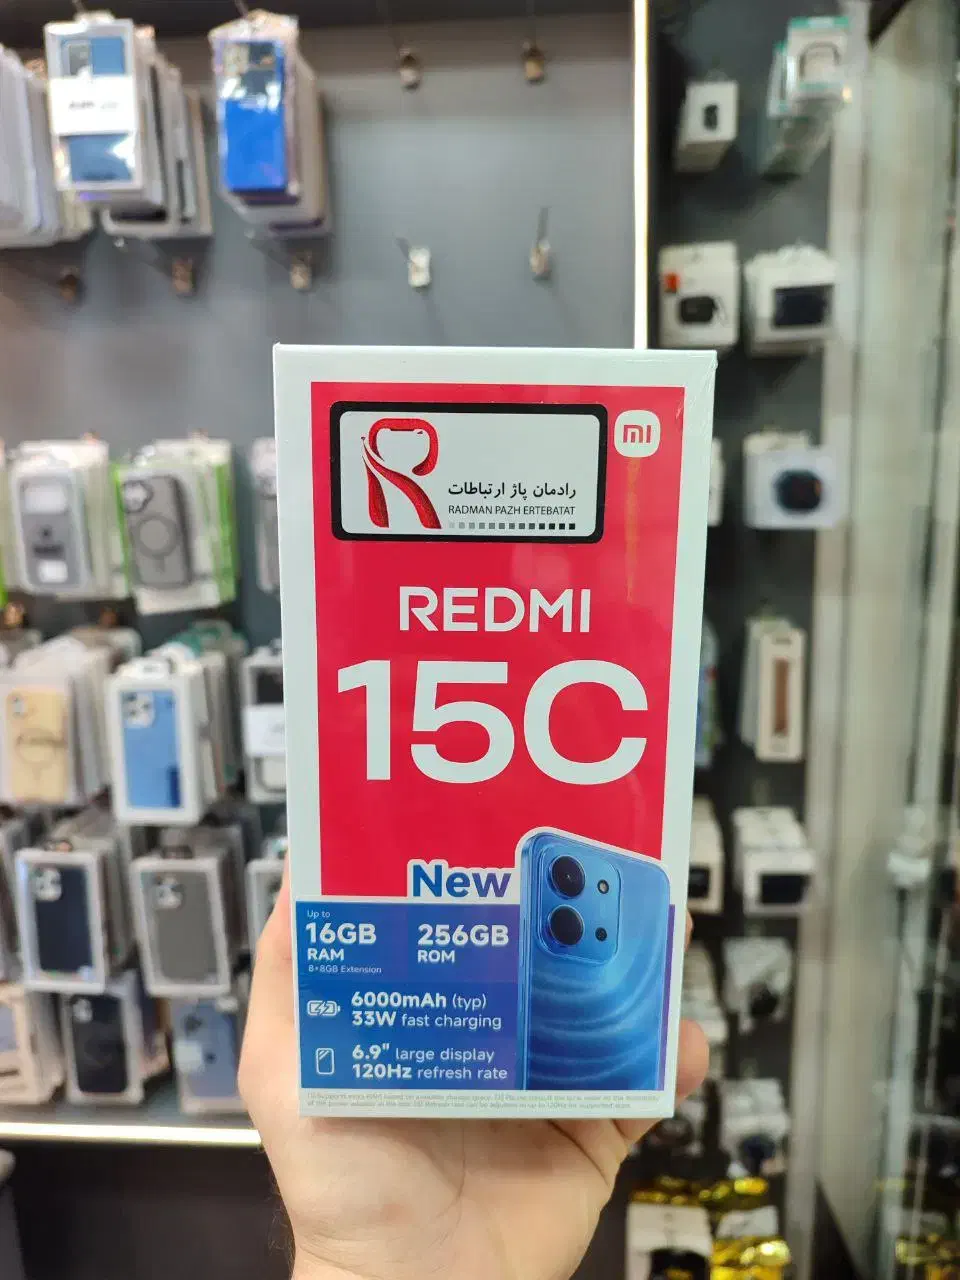 mi
رادمان پاژ ارتباطات
RADMAN PAZH ERTEBATAT
REDMI
15C
New
Up to
16GB
RAM
8+8GB Extension
256GB
ROM
6000mAh (typ)
33W fast charging
6.9" large display
120Hz refresh rate